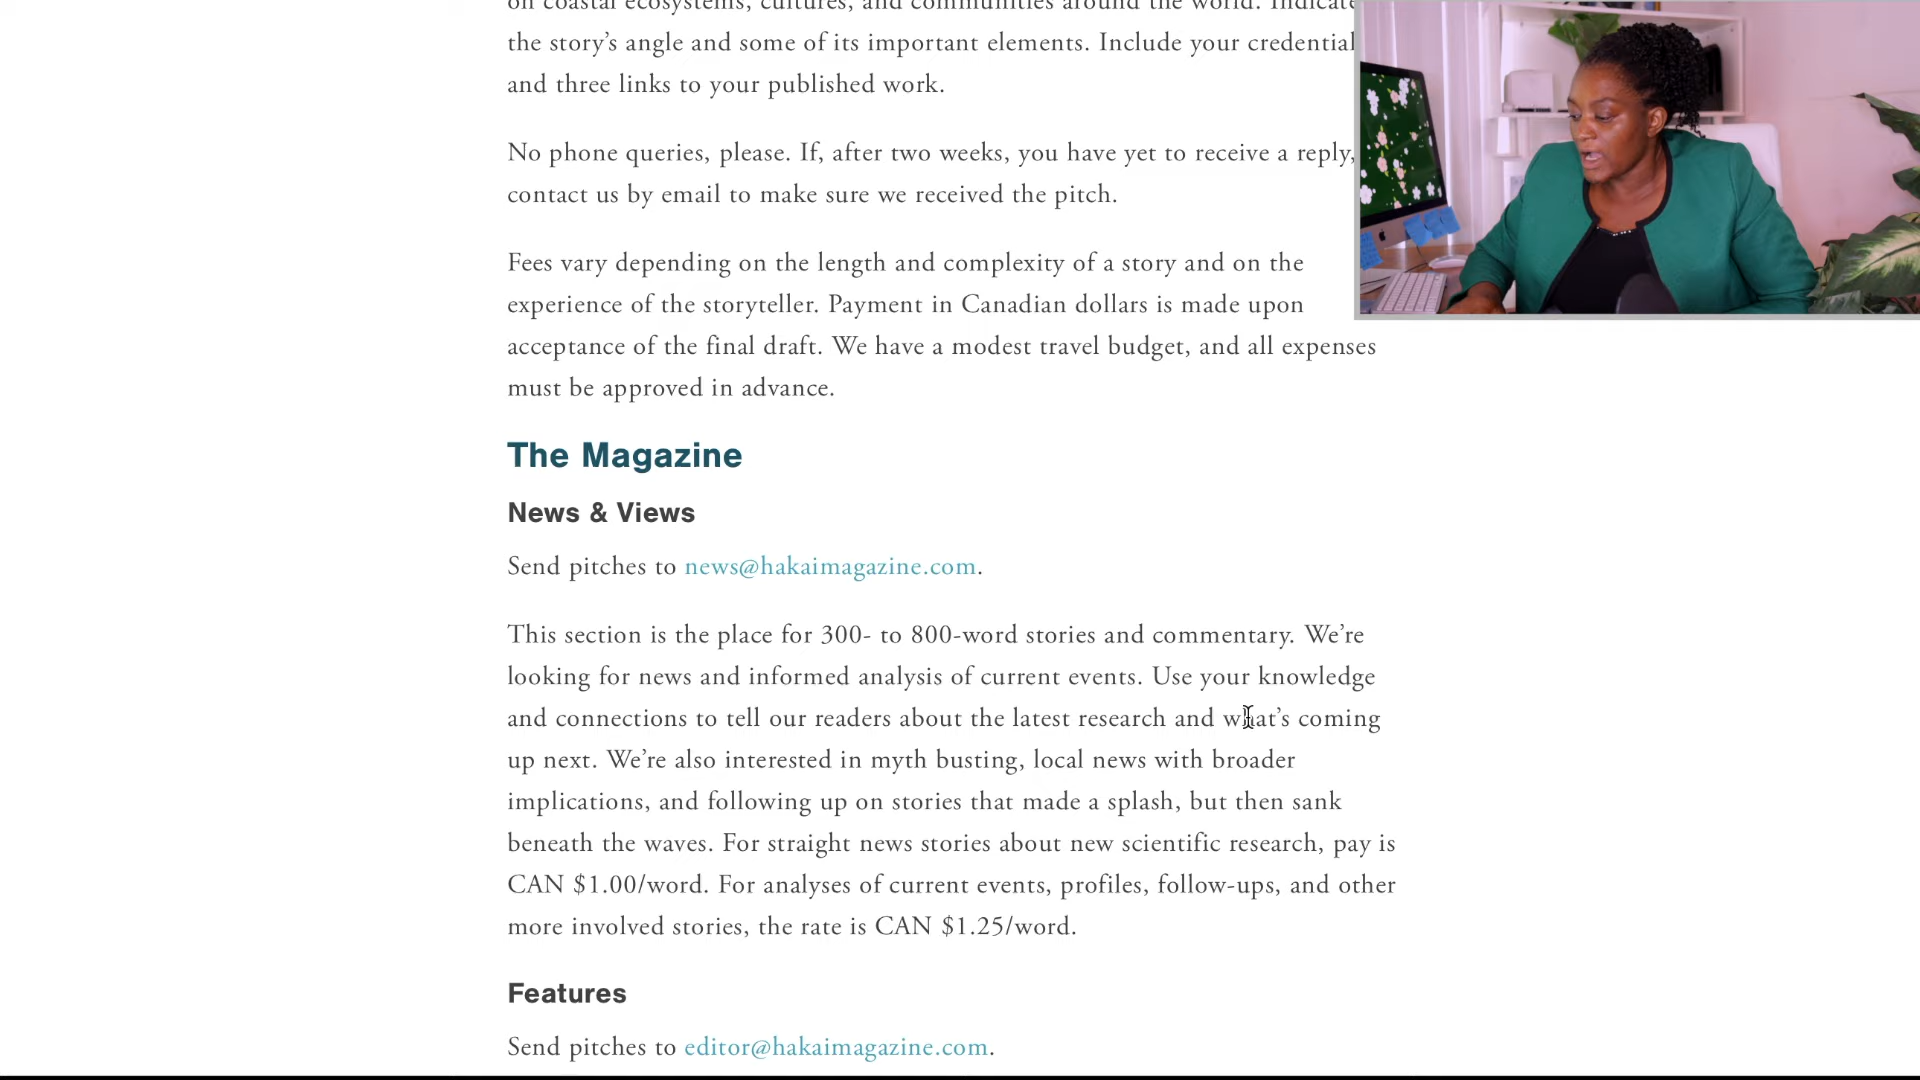 on coastal ecosystems, cultures, and communities around the world. Indicate
the story’s angle and some of its important elements. Include your credential
and three links to your published work.
No phone queries, please. If, after two weeks, you have yet to receive a reply,
contact us by email to make sure we received the pitch.
Fees vary depending on the length and complexity of a story and on the
experience of the storyteller. Payment in Canadian dollars is made upon
acceptance of the final draft. We have a modest travel budget, and all expenses
must be approved in advance.
The Magazine
News & Views
Send pitches to news@hakaimagazine.com.
This section is the place for 300- to 800-word stories and commentary. We’re
looking for news and informed analysis of current events. Use your knowledge
and connections to tell our readers about the latest research and what’s coming
up next. We’re also interested in myth busting, local news with broader
implications, and following up on stories that made a splash, but then sank
beneath the waves. For straight news stories about new scientific research, pay is
CAN $1.00/word. For analyses of current events, profiles, follow-ups, and other
more involved stories, the rate is CAN $1.25/word.
Features
Send pitches to editor@hakaimagazine.com.